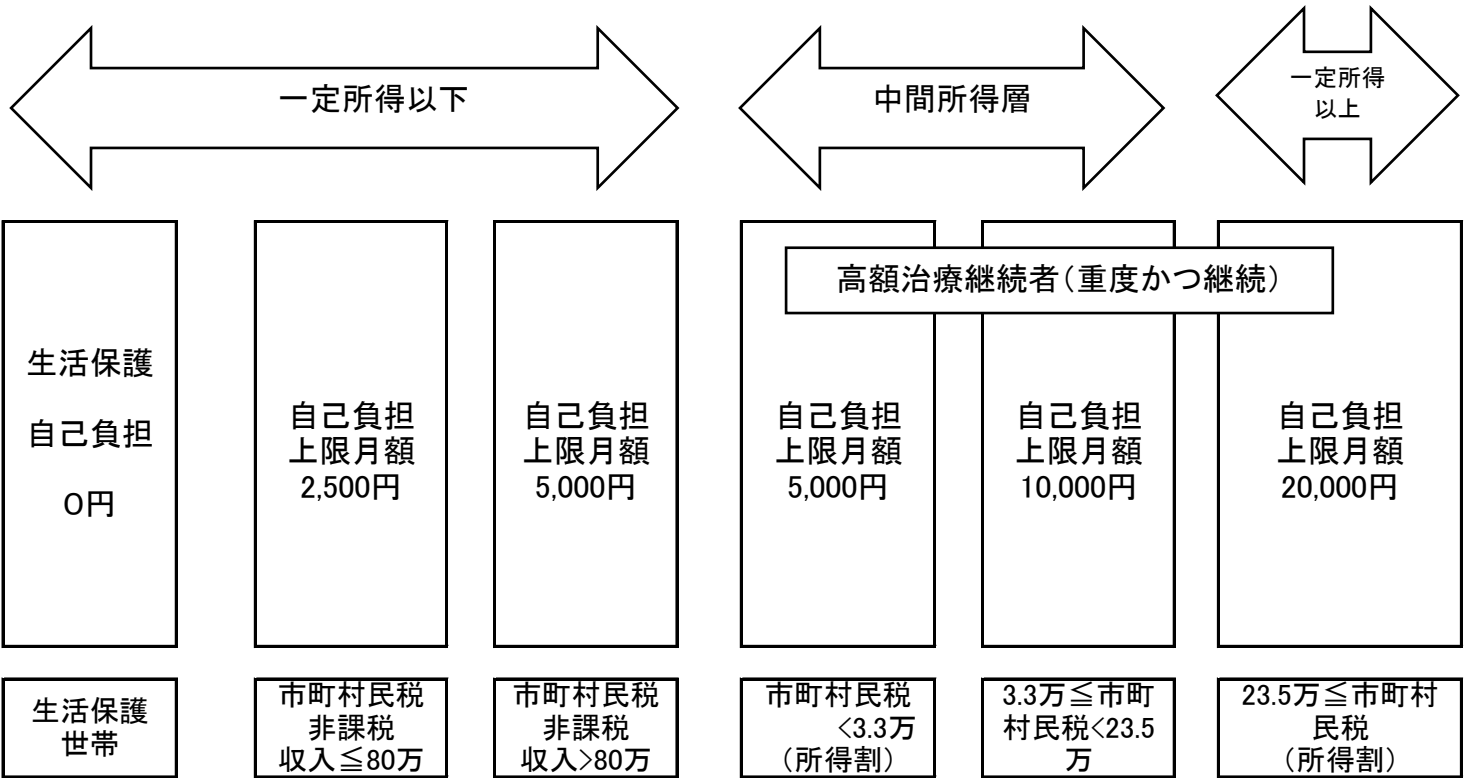 一定所得以下
中間所得層
一定所得
以上
高額治療継続者（重度かつ継続）
生活保護
自己負担
0円
自己負担
上限月額
2,500円
自己負担
上限月額
5,000円
自己負担
上限月額
5,000円
自己負担
上限月額
10,000円
自己負担
上限月額
20,000円
生活保護
世帯
市町村民税
非課税
収入≦80万
市町村民税
非課税
収入>80万
市町村民税
<3.3万
（所得割）
3.3万≦市町
村民税<23.5
万
23.5万≦市町村
民税
（所得割）